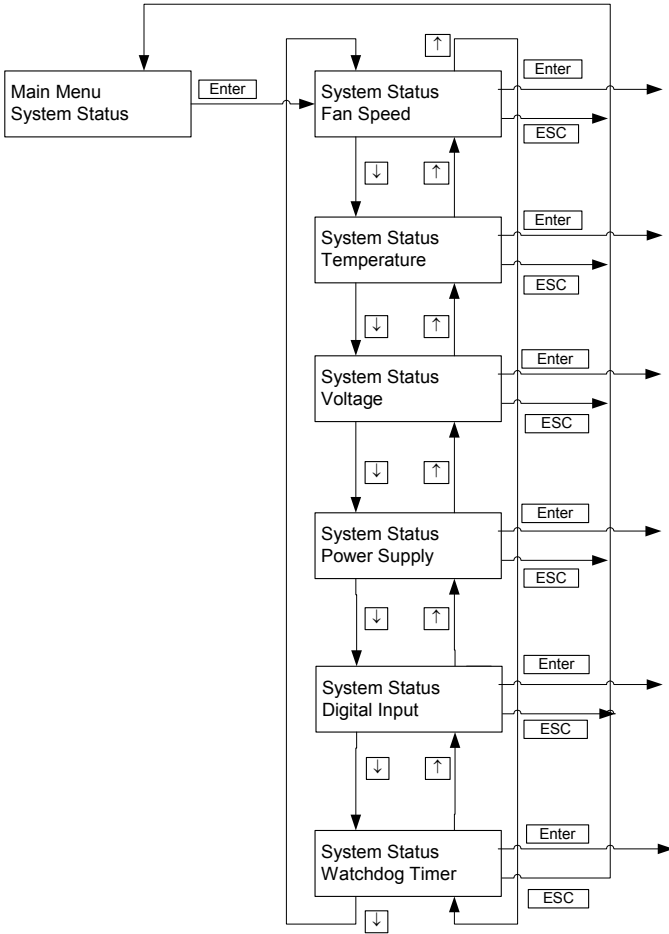 ↑
Main Menu
System Status
Enter
System Status
Fan Speed
Enter
ESC
↓
↑
System Status
Temperature
Enter
ESC
↓
↑
System Status
Voltage
Enter
ESC
↓
↑
System Status
Power Supply
Enter
ESC
↓
↑
System Status
Digital Input
Enter
ESC
↓
↑
System Status
Watchdog Timer
Enter
ESC
↓